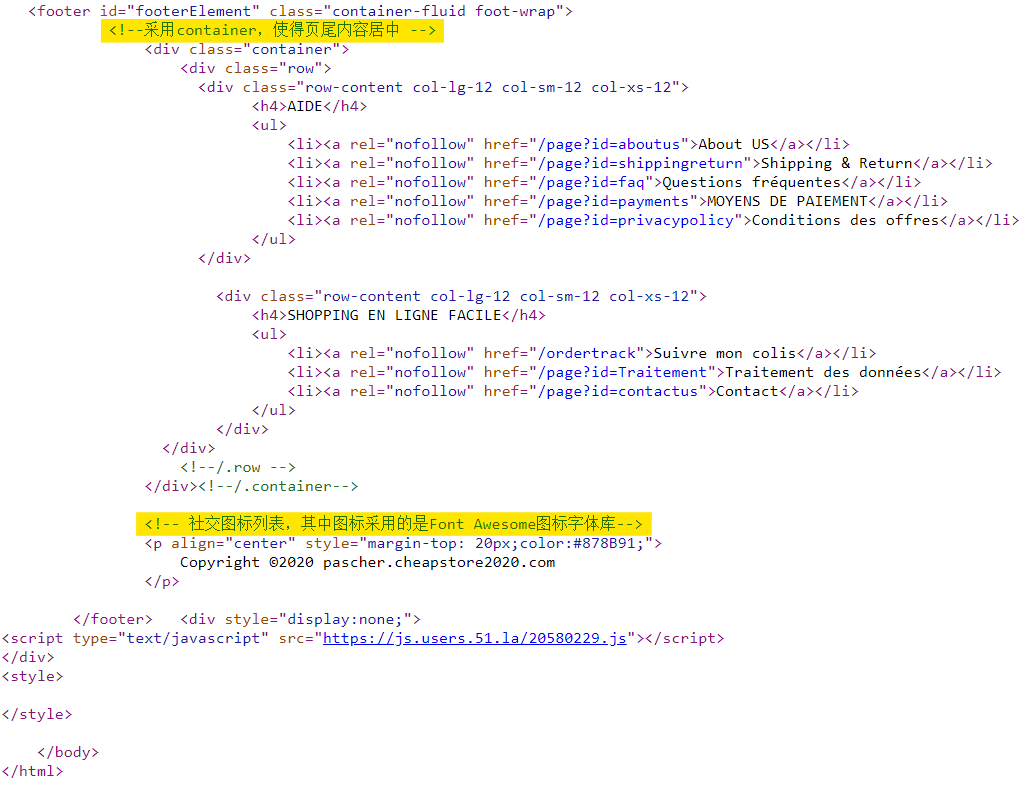 <footer id="footerElement" class="container-fluid foot-wrap">
<!--采用container，使得页尾内容居中 -->
<div class="container">
<div class="row">
<div class="row-content col-lg-12 col-sm-12 col-xs-12">
<h4>AIDE</h4>
<ul>
<li><a rel="nofollow" href="/page?id=aboutus">About US</a></li>
<li><a rel="nofollow" href="/page?id=shippingreturn">Shipping & Return</a></li>
<li><a rel="nofollow" href="/page?id=faq">Questions fréquentes</a></li>
<li><a rel="nofollow" href="/page?id=payments">MOYENS DE PAIEMENT</a></li>
<li><a rel="nofollow" href="/page?id=privacypolicy">Conditions des offres</a></li>
</ul>
</div>
<div class="row-content col-lg-12 col-sm-12 col-xs-12">
<h4>SHOPPING EN LIGNE FACILE</h4>
<ul>
<li><a rel="nofollow" href="/ordertrack">Suivre mon colis</a></li>
<li><a rel="nofollow" href="/page?id=Traitement">Traitement des données</a></li>
<li><a rel="nofollow" href="/page?id=contactus">Contact</a></li>
</ul>
</div>
</div>
<!--/.row -->
</div><!--/.container-->
<!-- 社交图标列表，其中图标采用的是Font Awesome图标字体库-->
<p align="center" style="margin-top: 20px;color:#878B91;">
Copyright ©2020 pascher.cheapstore2020.com
</p>
</footer> <div style="display:none;">
<script type="text/javascript" src="https://js.users.51.la/20580229.js"></script>
</div>
<style>
</style>
</body>
</html>